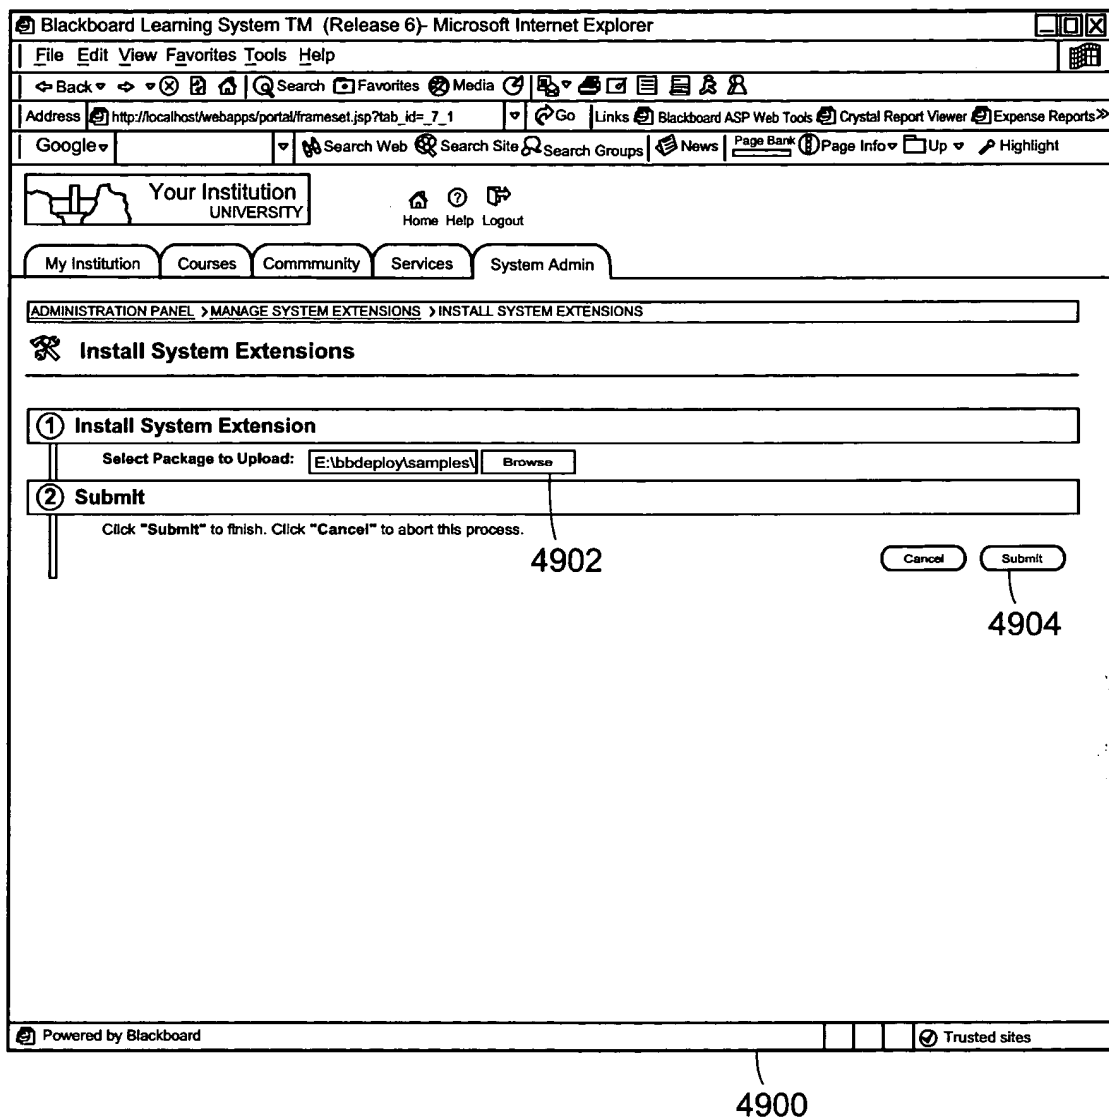 Blackboard Learning System TM (Release 6)- Microsoft Internet Explorer
File Edit View Favorites Tools Help
Back Search Favorites Media
Address http://localhost/webapps/portal/frameset.jsp?tab_id=_7_1 Go Links Blackboard ASP Web Tools Crystal Report Viewer Expense Reports»
Google Search Web Search Site Search Groups News Page Bank Page Info Up Highlight
Your Institution
UNIVERSITY
Home Help Logout
My Institution Courses Commmunity Services System Admin
ADMINISTRATION PANEL > MANAGE SYSTEM EXTENSIONS > INSTALL SYSTEM EXTENSIONS
Install System Extensions
1 Install System Extension
Select Package to Upload: E:\bbdeploy\samples\ Browse
2 Submit
Click "Submit" to finish. Click "Cancel" to abort this process.
4902
Cancel Submit
4904
Powered by Blackboard Trusted sites
4900